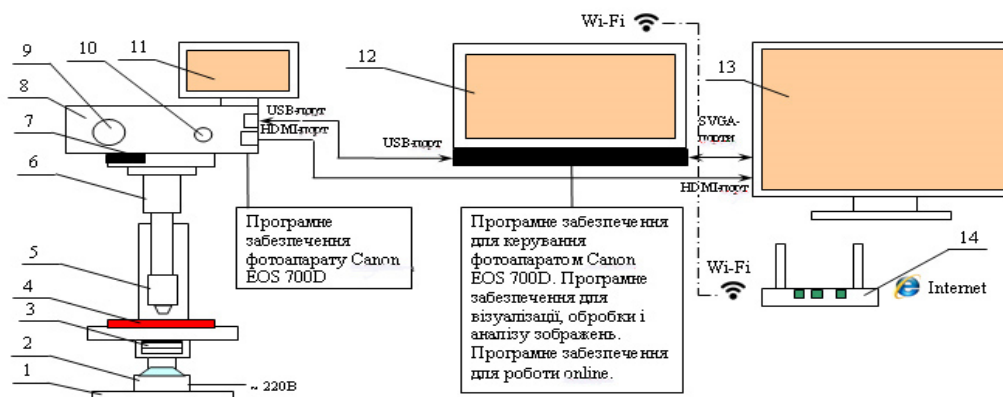 Wi-Fi
11
10
9
8
7
6
5
4
3
2
1
12
13
USB-порт
HDMI-порт
USB-порт
SVGA-
порти
HDMI-порт
Програмне
забезпечення
фотоапарату Canon
EOS 700D
Програмне забезпечення
для керування
фотоапаратом Canon
EOS 700D. Програмне
забезпечення для
візуалізації, обробки і
аналізу зображень.
Програмне забезпечення
для роботи online.
Wi-Fi
14
Internet
~ 220В